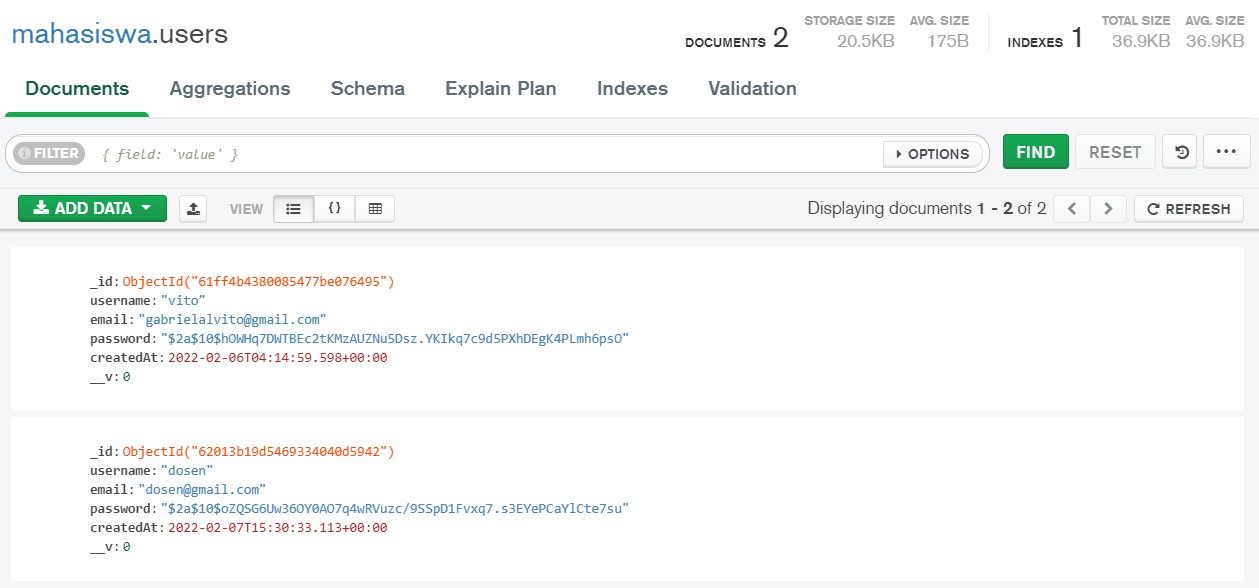 mahasiswa.users
DOCUMENTS 2 STORAGE SIZE 20.5KB AVG. SIZE 175B INDEXES 1 TOTAL SIZE 36.9KB AVG. SIZE 36.9KB
Documents Aggregations Schema Explain Plan Indexes Validation
FILTER { field: 'value' } OPTIONS FIND RESET
ADD DATA VIEW { } Displaying documents 1 - 2 of 2 REFRESH
_id: ObjectId("61ff4b4380085477be076495")
username: "vito"
email: "gabrielalvito@gmail.com"
password: "$2a$10$hOWHq7DWTBEc2tKMzAUZNu5Dsz.YKIkq7c9d5PXhDEgK4PLmh6psO"
createdAt: 2022-02-06T04:14:59.598+00:00
__v: 0
_id: ObjectId("62013b19d5469334040d5942")
username: "dosen"
email: "dosen@gmail.com"
password: "$2a$10$oZQSG6Uw36OY0AO7q4wRVuzc/9SSpD1Fvxq7.s3EYePCaYlCte7su"
createdAt: 2022-02-07T15:30:33.113+00:00
__v: 0